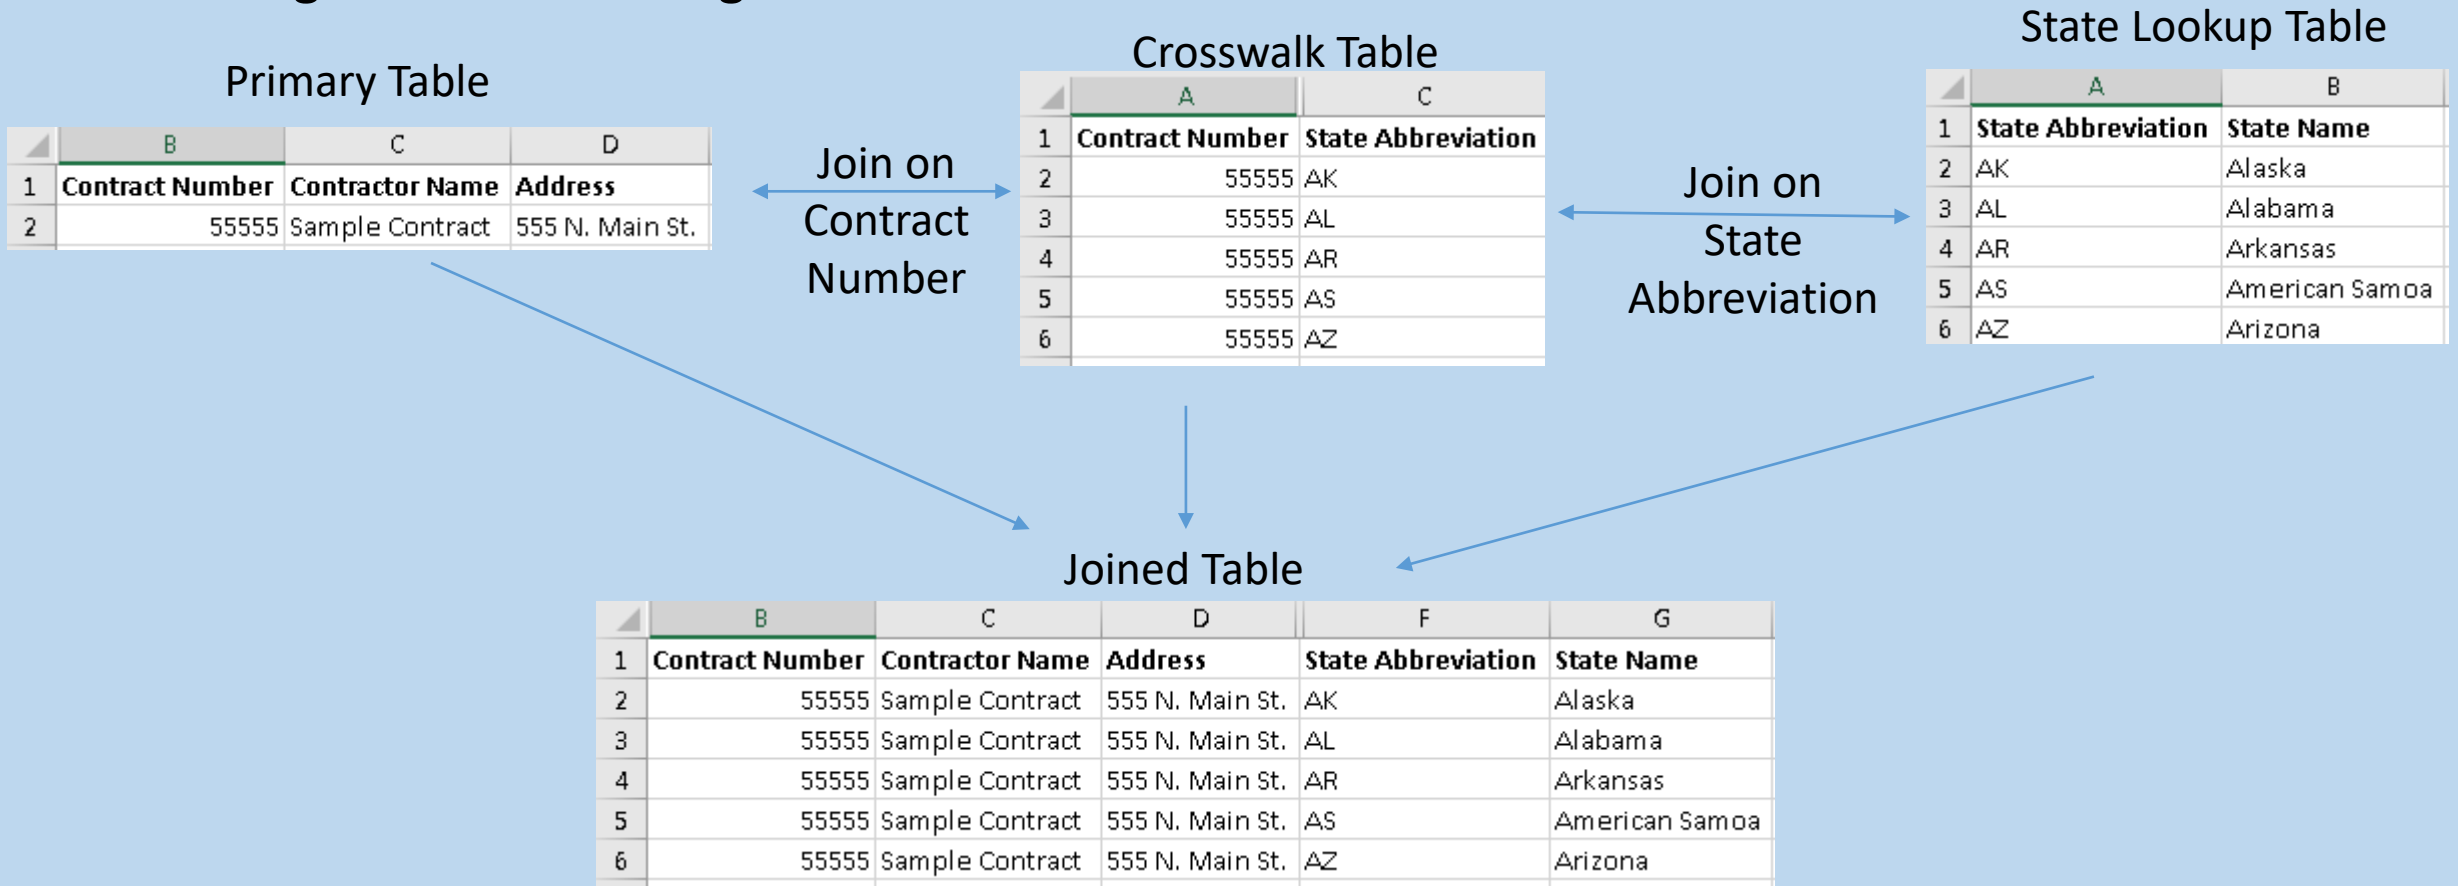 Primary Table
B C D
1 Contract Number Contractor Name Address
2 55555 Sample Contract 555 N. Main St.
Join on
Contract
Number
Crosswalk Table
A C
1 Contract Number State Abbreviation
2 55555 AK
3 55555 AL
4 55555 AR
5 55555 AS
6 55555 AZ
Join on
State
Abbreviation
State Lookup Table
A B
1 State Abbreviation State Name
2 AK Alaska
3 AL Alabama
4 AR Arkansas
5 AS American Samoa
6 AZ Arizona
Joined Table
B C D F G
1 Contract Number Contractor Name Address State Abbreviation State Name
2 55555 Sample Contract 555 N. Main St. AK Alaska
3 55555 Sample Contract 555 N. Main St. AL Alabama
4 55555 Sample Contract 555 N. Main St. AR Arkansas
5 55555 Sample Contract 555 N. Main St. AS American Samoa
6 55555 Sample Contract 555 N. Main St. AZ Arizona